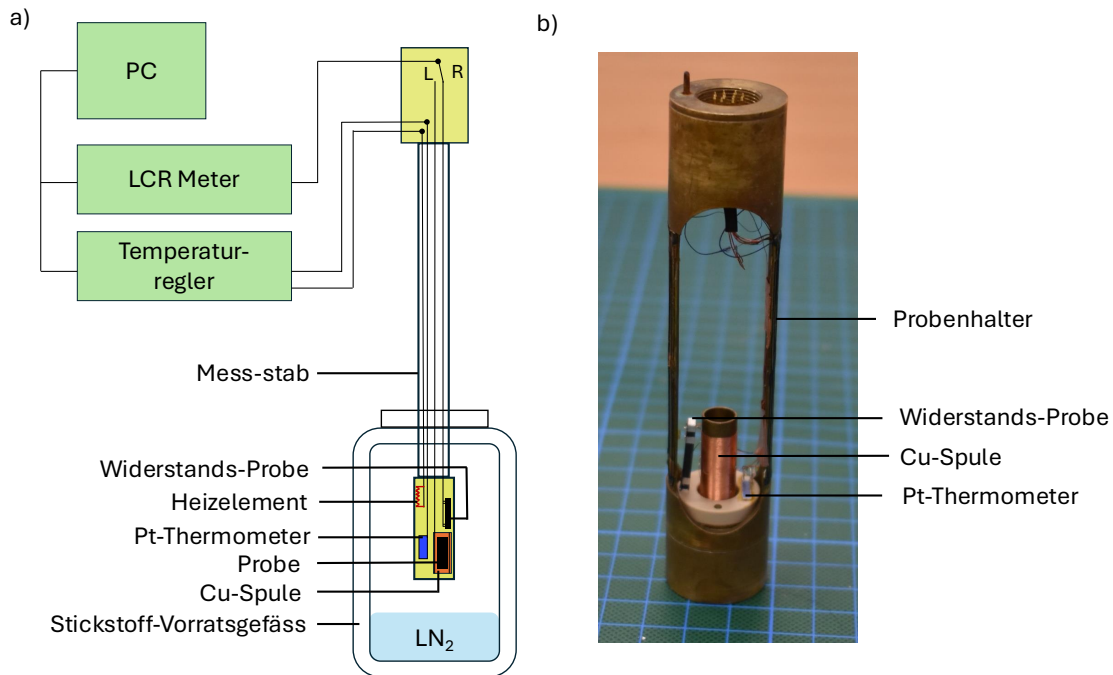 a)
PC
LCR Meter
Temperatur-
regler
L
R
Mess-stab
Widerstands-Probe
Heizelement
Pt-Thermometer
Probe
Cu-Spule
Stickstoff-Vorratsgefäss
LN₂
b)
Probenhalter
Widerstands-Probe
Cu-Spule
Pt-Thermometer